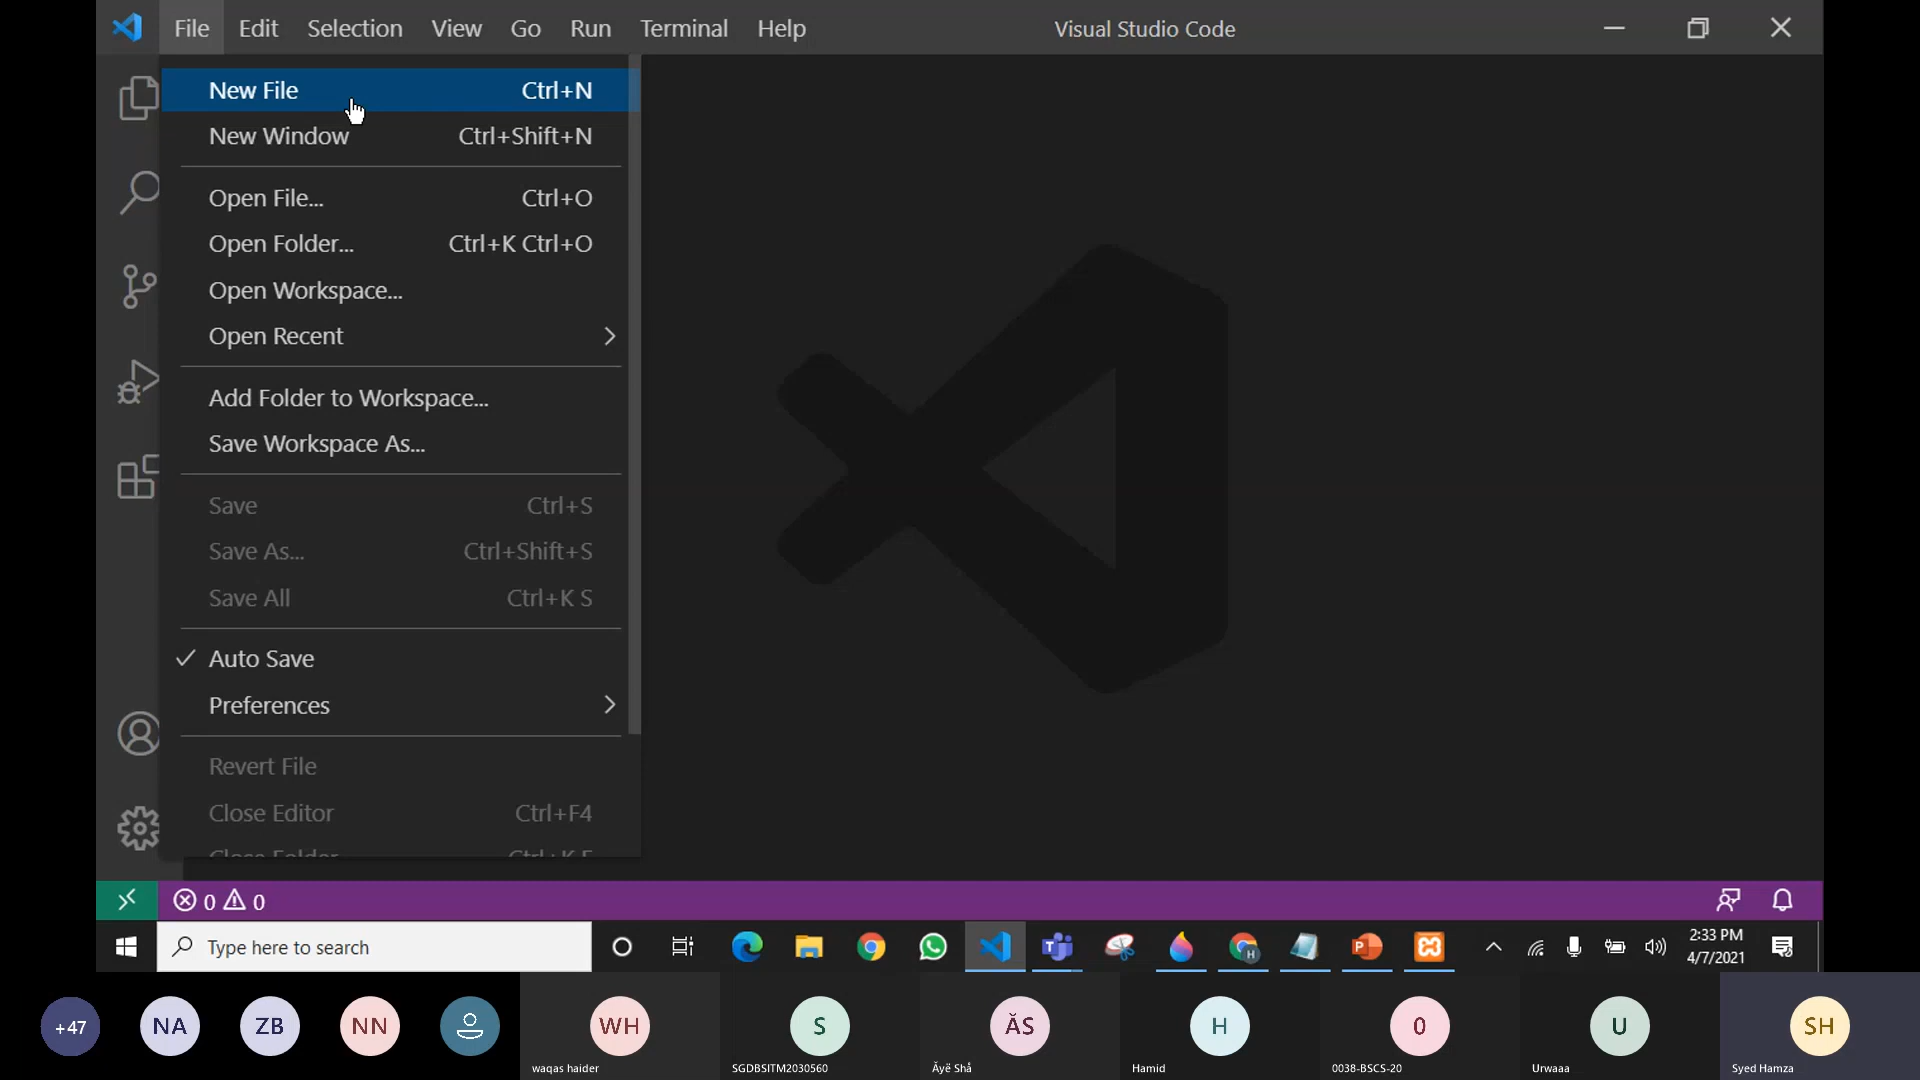 File Edit Selection View Go Run Terminal Help Visual Studio Code
New File Ctrl+N
New Window Ctrl+Shift+N
Open File... Ctrl+O
Open Folder... Ctrl+K Ctrl+O
Open Workspace...
Open Recent
Add Folder to Workspace...
Save Workspace As...
Save Ctrl+S
Save As... Ctrl+Shift+S
Save All Ctrl+K S
Auto Save
Preferences
Revert File
Close Editor Ctrl+F4
Close Folder Ctrl+K F
0 0
Type here to search
2:33 PM
4/7/2021
+47 NA ZB NN WH S ĂS H 0 U SH
waqas haider SGDBSITM2030560 Ăyë Shå Hamid 0038-BSCS-20 Urwaaa Syed Hamza